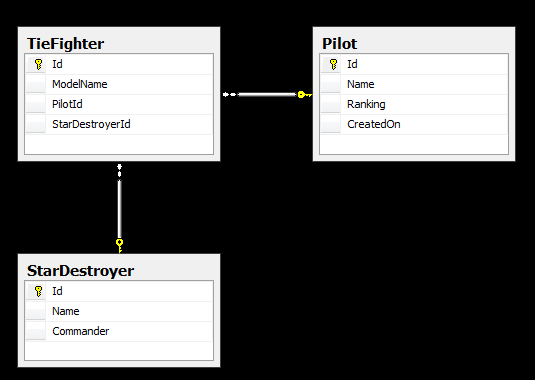 TieFighter
Id
ModelName
PilotId
StarDestroyerId
Pilot
Id
Name
Ranking
CreatedOn
StarDestroyer
Id
Name
Commander